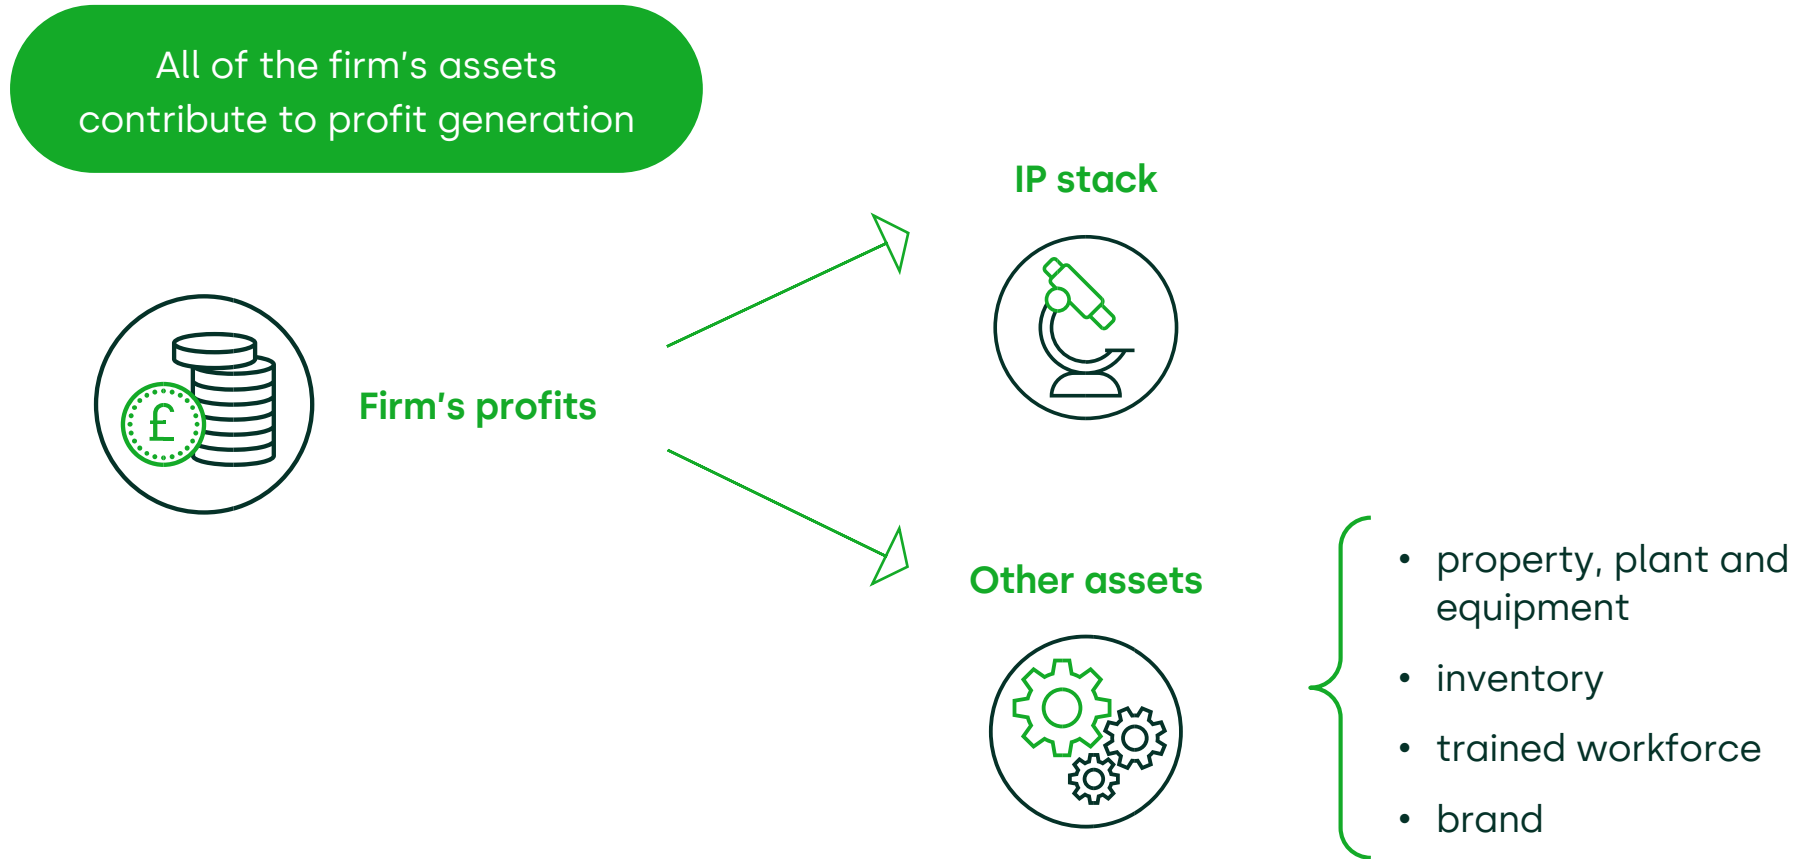 All of the firm's assets
contribute to profit generation
IP stack
£
Firm's profits
Other assets
• property, plant and
equipment
• inventory
• trained workforce
• brand